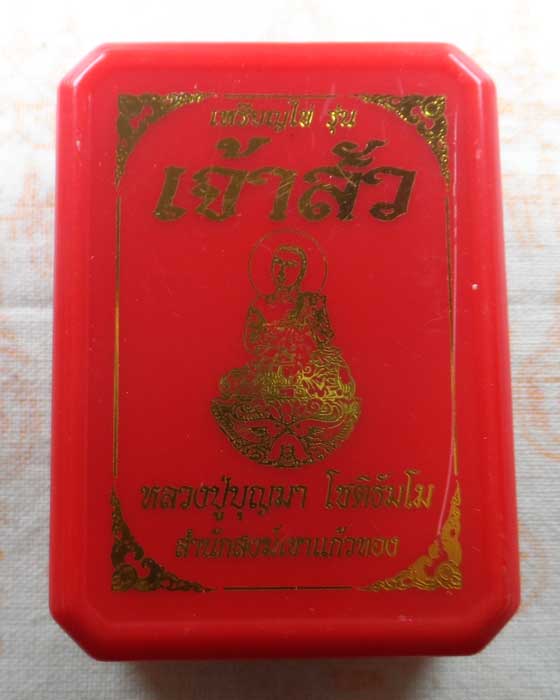 เหรียญไข่ รุ่น
เจ้าสัว
หลวงปู่บุญมา โชติธัมโม
สำนักสงฆ์เขาแก้วทอง